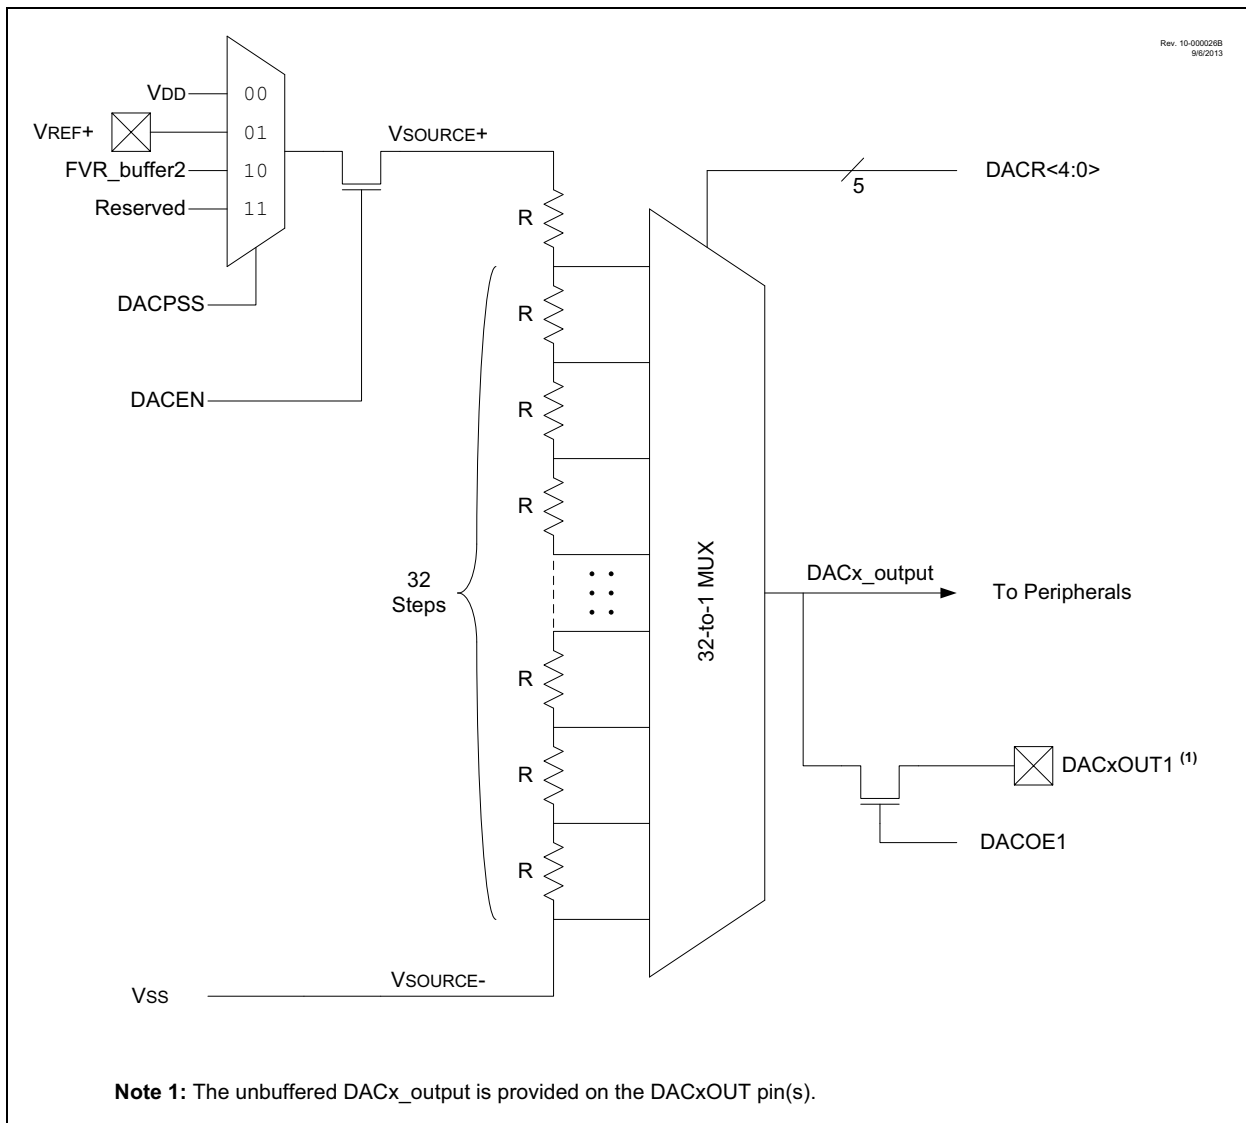 Rev. 10-000026B
9/6/2013
VDD
00
VREF+
01
VSOURCE+
FVR_buffer2
10
DACR<4:0>
5
Reserved
11
R
DACPSS
R
DACEN
R
R
32
Steps
32-to-1 MUX
DACx_output
To Peripherals
R
R
DACxOUT1 (1)
DACOE1
R
VSOURCE-
VSS
Note 1: The unbuffered DACx_output is provided on the DACxOUT pin(s).